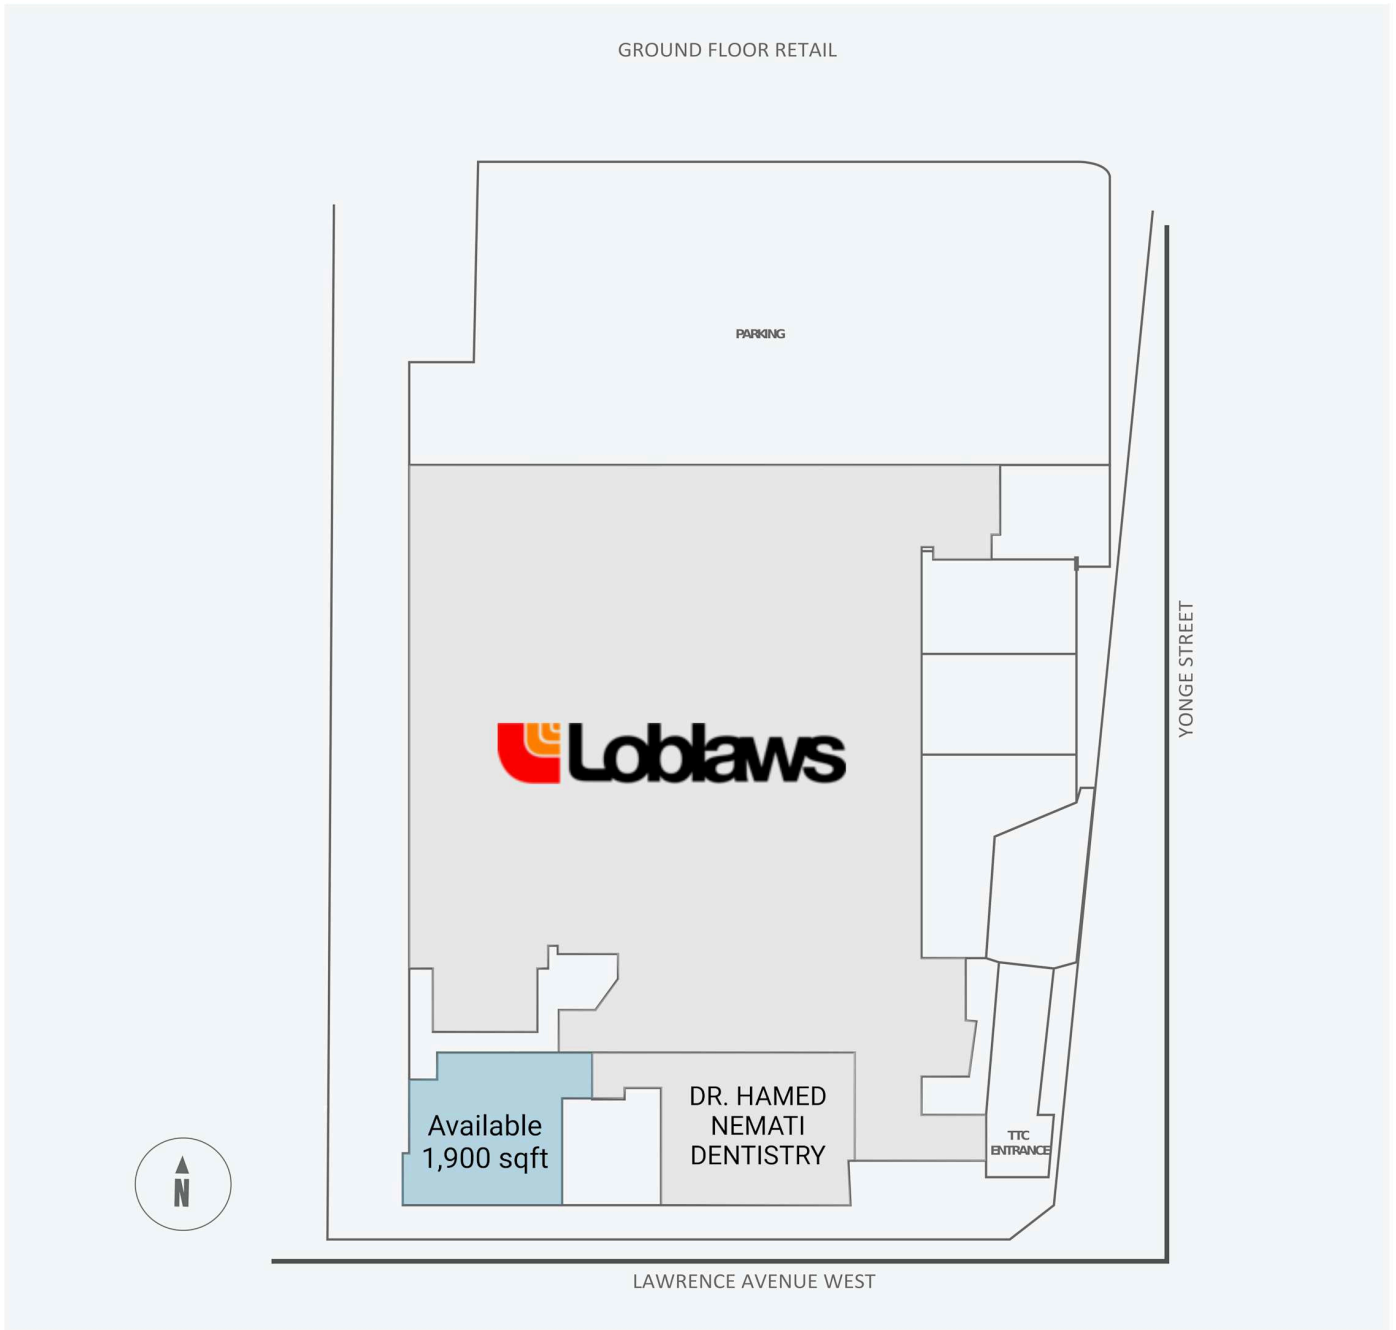 GROUND FLOOR RETAIL
PARKING
YONGE STREET
Loblaws
DR. HAMED
NEMATI
DENTISTRY
Available
1,900 sqft
TTC
ENTRANCE
N
LAWRENCE AVENUE WEST